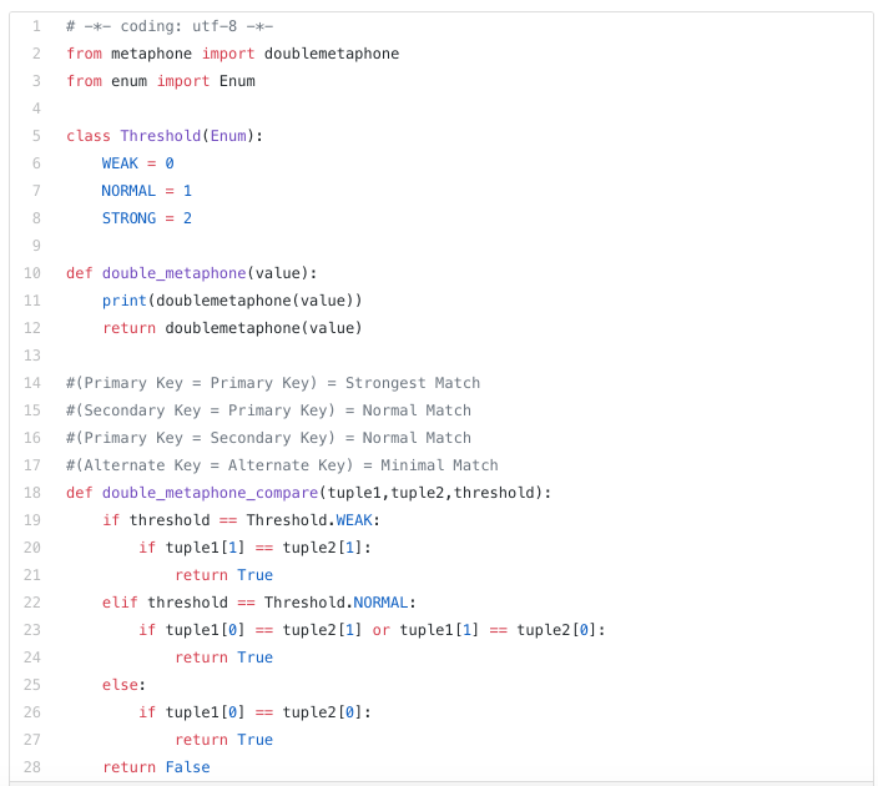 1 # -*- coding: utf-8 -*-
2 from metaphone import doublemetaphone
3 from enum import Enum
4
5 class Threshold(Enum):
6     WEAK = 0
7     NORMAL = 1
8     STRONG = 2
9
10 def double_metaphone(value):
11     print(doublemetaphone(value))
12     return doublemetaphone(value)
13
14 #(Primary Key = Primary Key) = Strongest Match
15 #(Secondary Key = Primary Key) = Normal Match
16 #(Primary Key = Secondary Key) = Normal Match
17 #(Alternate Key = Alternate Key) = Minimal Match
18 def double_metaphone_compare(tuple1,tuple2,threshold):
19     if threshold == Threshold.WEAK:
20         if tuple1[1] == tuple2[1]:
21             return True
22     elif threshold == Threshold.NORMAL:
23         if tuple1[0] == tuple2[1] or tuple1[1] == tuple2[0]:
24             return True
25     else:
26         if tuple1[0] == tuple2[0]:
27             return True
28     return False